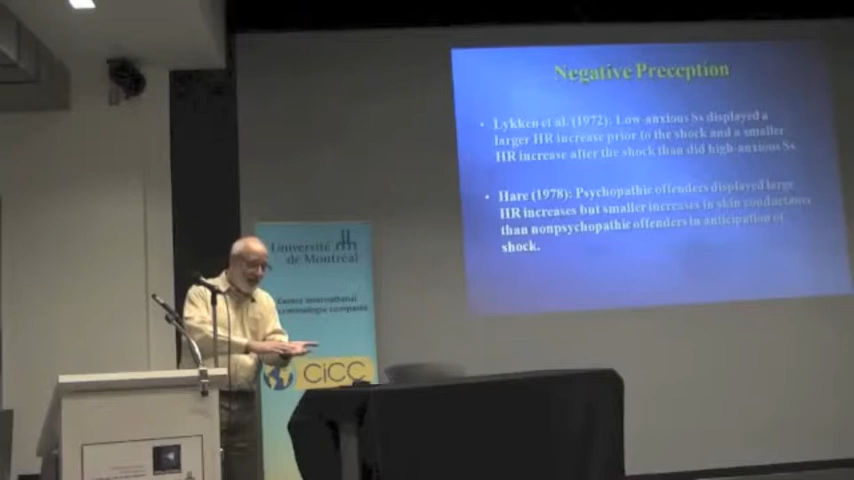 Negative Preception
• Lykken et al. (1972): Low-anxious Ss displayed a
larger HR increase prior to the shock and a smaller
HR increase after the shock than did high-anxious Ss.
• Hare (1978): Psychopathic offenders displayed large
HR increases but smaller increases in skin conductance
than nonpsychopathic offenders in anticipation of
shock.
Université
de Montréal
Centre international
criminologie comparée
CiCC